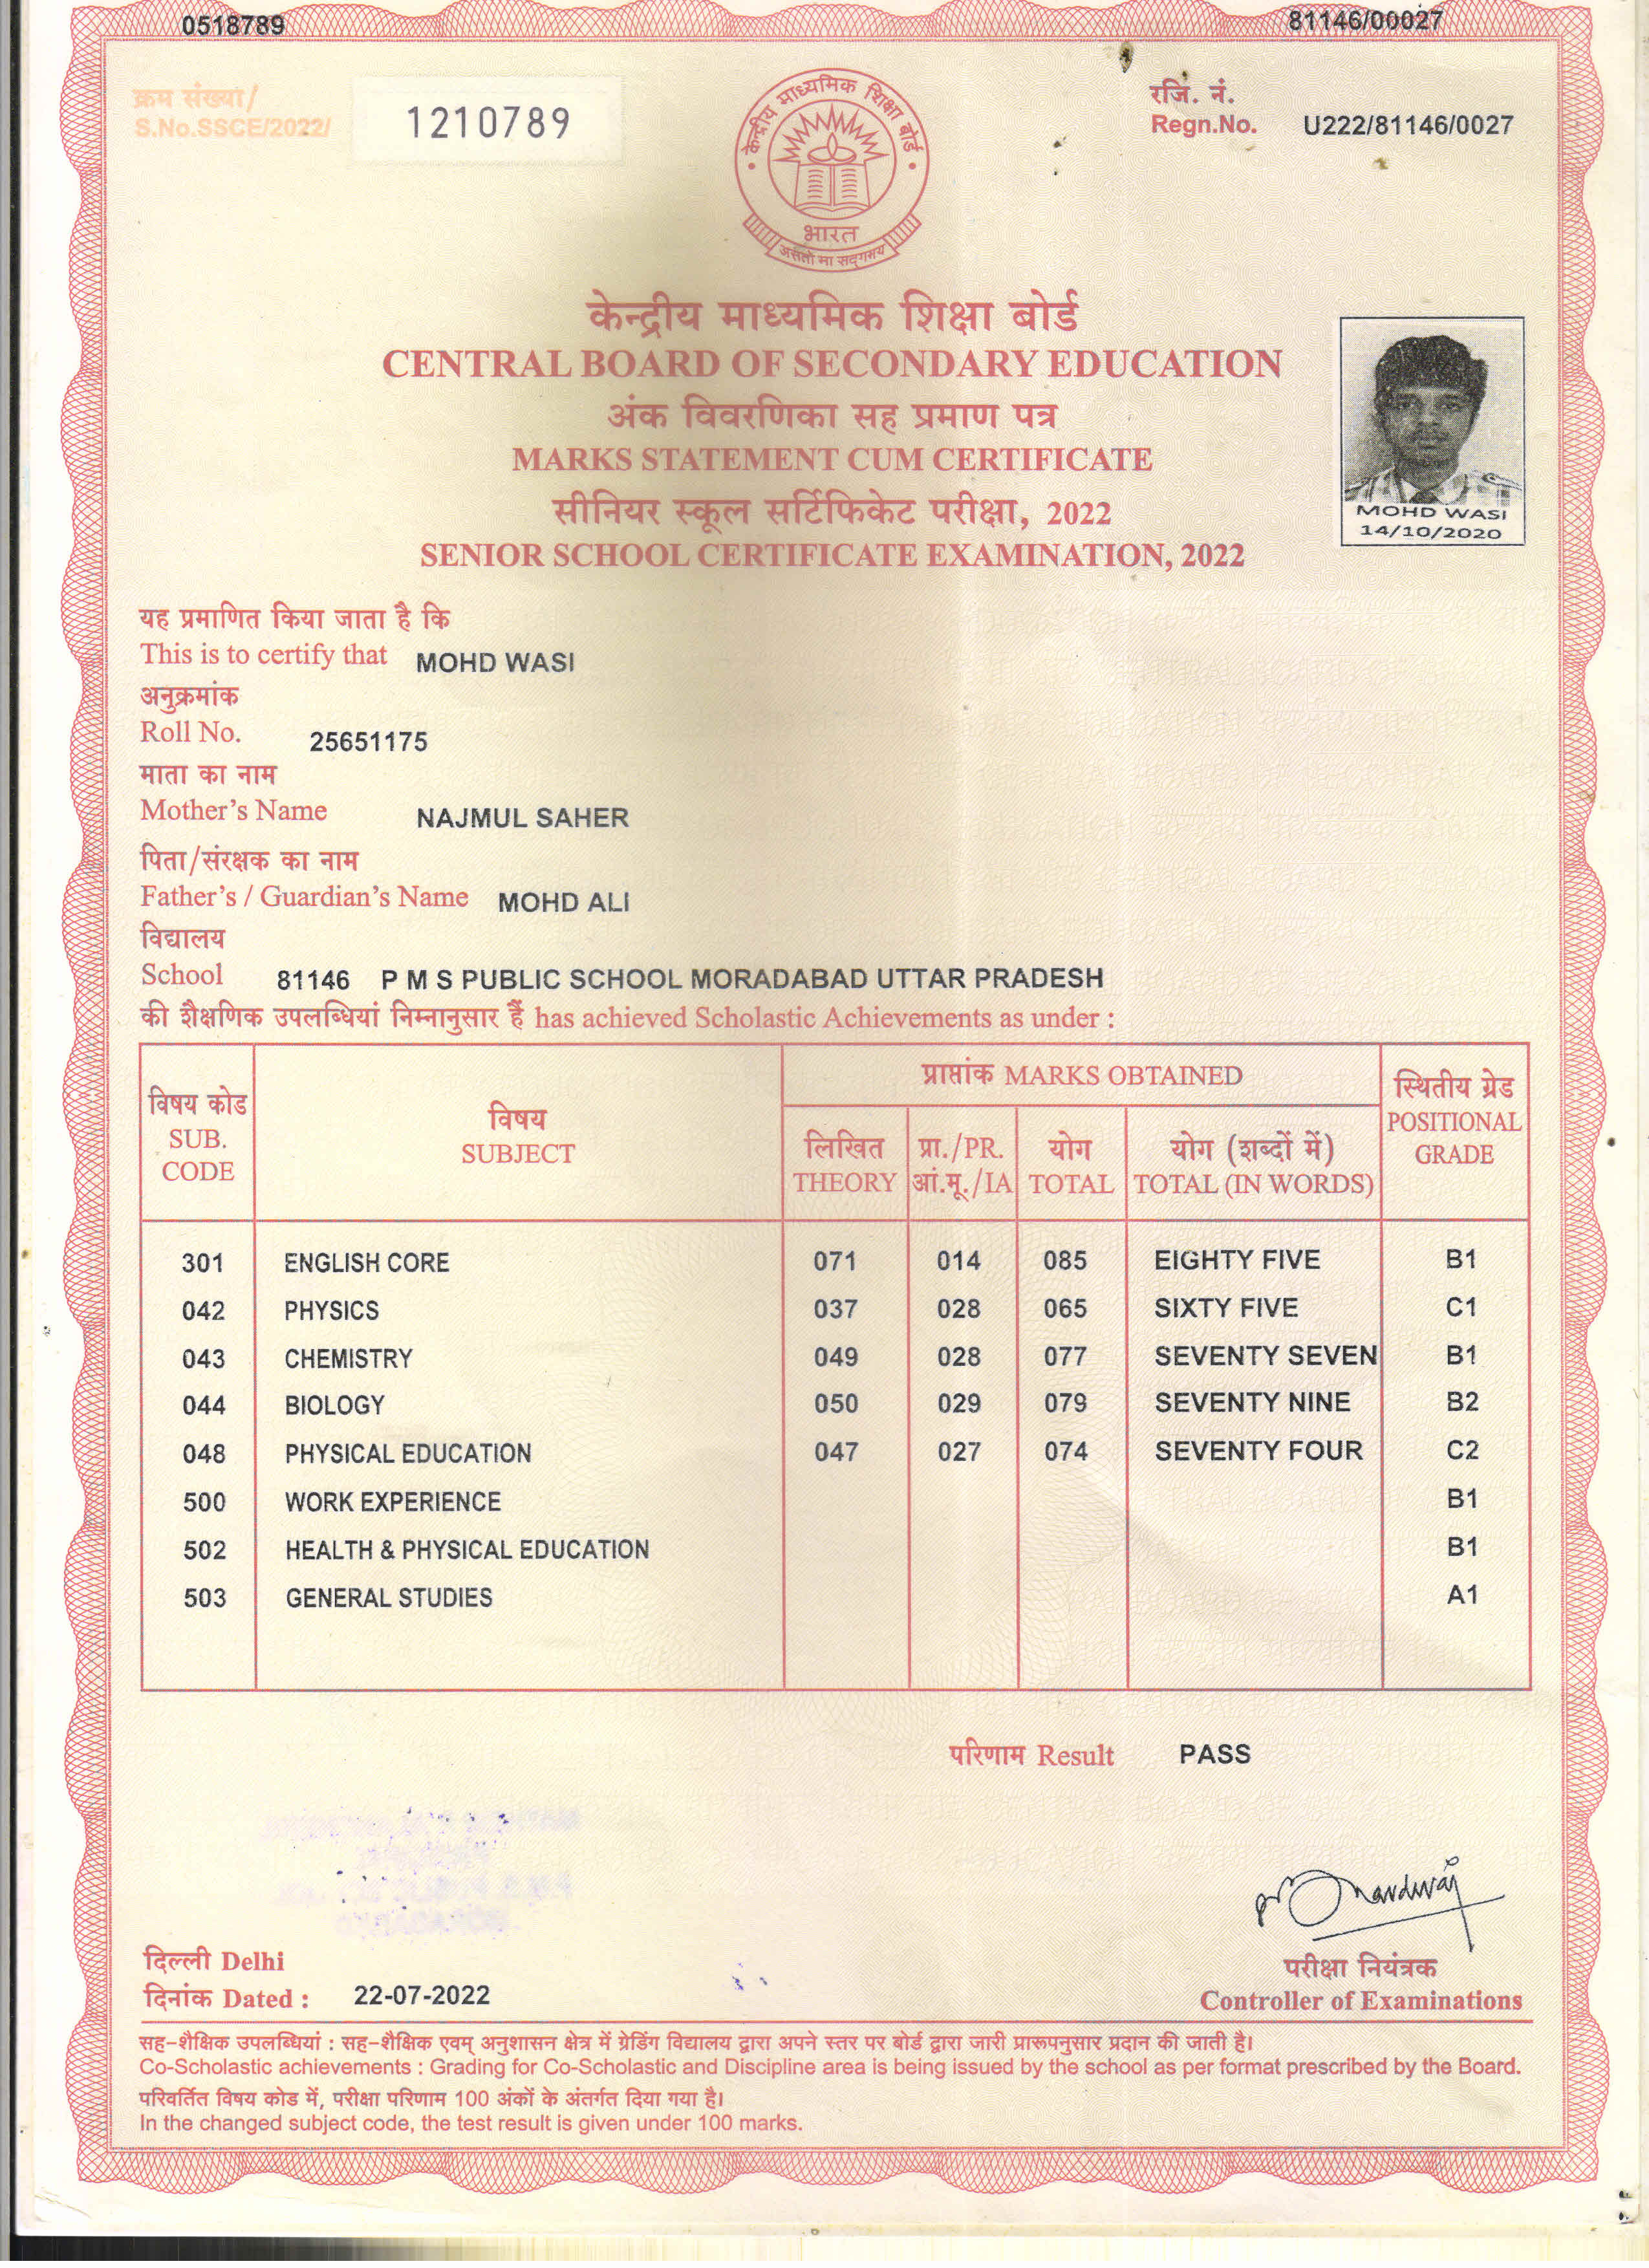 0518789
81146/00027
क्रम संख्या/
S.No.SSCE/2022/
1210789
रजि. नं.
Regn.No. U222/81146/0027
केन्द्रीय माध्यमिक शिक्षा बोर्ड
भारत
असतो मा सद्गमय
केन्द्रीय माध्यमिक शिक्षा बोर्ड
CENTRAL BOARD OF SECONDARY EDUCATION
अंक विवरणिका सह प्रमाण पत्र
MARKS STATEMENT CUM CERTIFICATE
सीनियर स्कूल सर्टिफिकेट परीक्षा, 2022
SENIOR SCHOOL CERTIFICATE EXAMINATION, 2022
MOHD WASI
14/10/2020
यह प्रमाणित किया जाता है कि
This is to certify that MOHD WASI
अनुक्रमांक
Roll No. 25651175
माता का नाम
Mother's Name NAJMUL SAHER
पिता/संरक्षक का नाम
Father's / Guardian's Name MOHD ALI
विद्यालय
School 81146 P M S PUBLIC SCHOOL MORADABAD UTTAR PRADESH
की शैक्षणिक उपलब्धियां निम्नानुसार हैं has achieved Scholastic Achievements as under :
विषय कोड
SUB.
CODE
विषय
SUBJECT
प्राप्तांक MARKS OBTAINED
लिखित
THEORY
प्रा./PR.
आं.मू./IA
योग
TOTAL
योग (शब्दों में)
TOTAL (IN WORDS)
स्थितीय ग्रेड
POSITIONAL
GRADE
301 ENGLISH CORE 071 014 085 EIGHTY FIVE B1
042 PHYSICS 037 028 065 SIXTY FIVE C1
043 CHEMISTRY 049 028 077 SEVENTY SEVEN B1
044 BIOLOGY 050 029 079 SEVENTY NINE B2
048 PHYSICAL EDUCATION 047 027 074 SEVENTY FOUR C2
500 WORK EXPERIENCE B1
502 HEALTH & PHYSICAL EDUCATION B1
503 GENERAL STUDIES A1
परिणाम Result PASS
दिल्ली Delhi
दिनांक Dated : 22-07-2022
परीक्षा नियंत्रक
Controller of Examinations
सह-शैक्षिक उपलब्धियां : सह-शैक्षिक एवम् अनुशासन क्षेत्र में ग्रेडिंग विद्यालय द्वारा अपने स्तर पर बोर्ड द्वारा जारी प्रारूपनुसार प्रदान की जाती है।
Co-Scholastic achievements : Grading for Co-Scholastic and Discipline area is being issued by the school as per format prescribed by the Board.
परिवर्तित विषय कोड में, परीक्षा परिणाम 100 अंकों के अंतर्गत दिया गया है।
In the changed subject code, the test result is given under 100 marks.